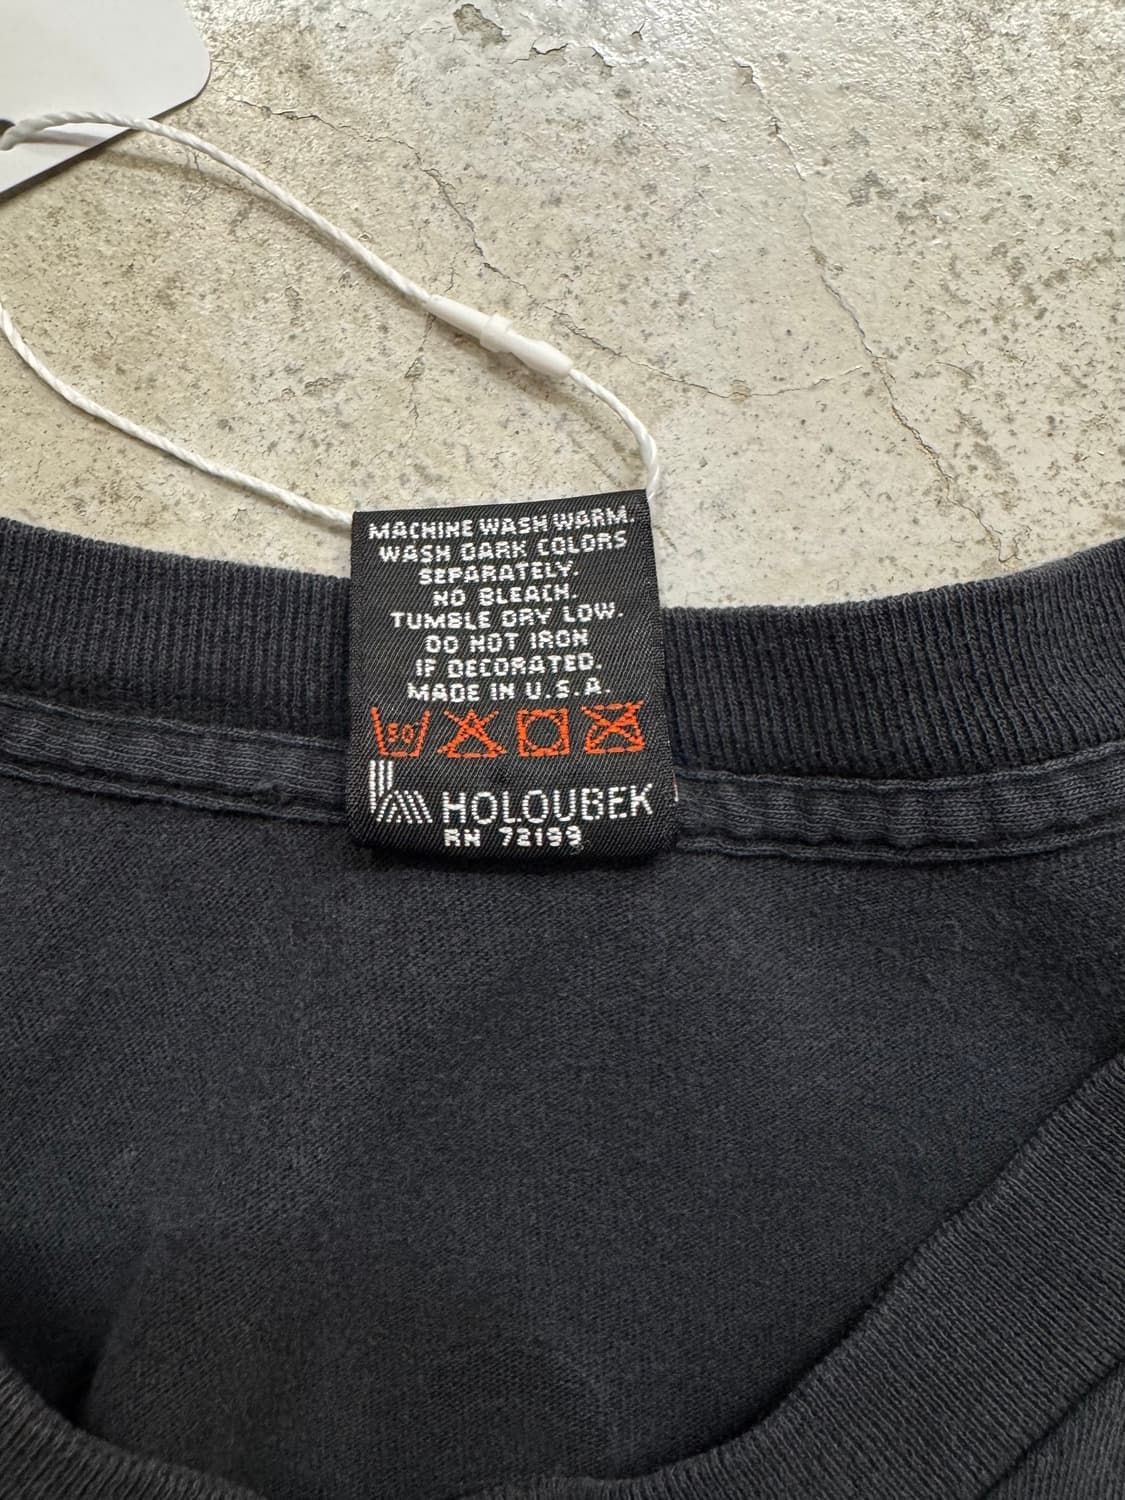 MACHINE WASH WARM.
WASH DARK COLORS
SEPARATELY.
NO BLEACH.
TUMBLE DRY LOW.
DO NOT IRON
IF DECORATED.
MADE IN U.S.A.
50
HOLOUBEK
RN 72199